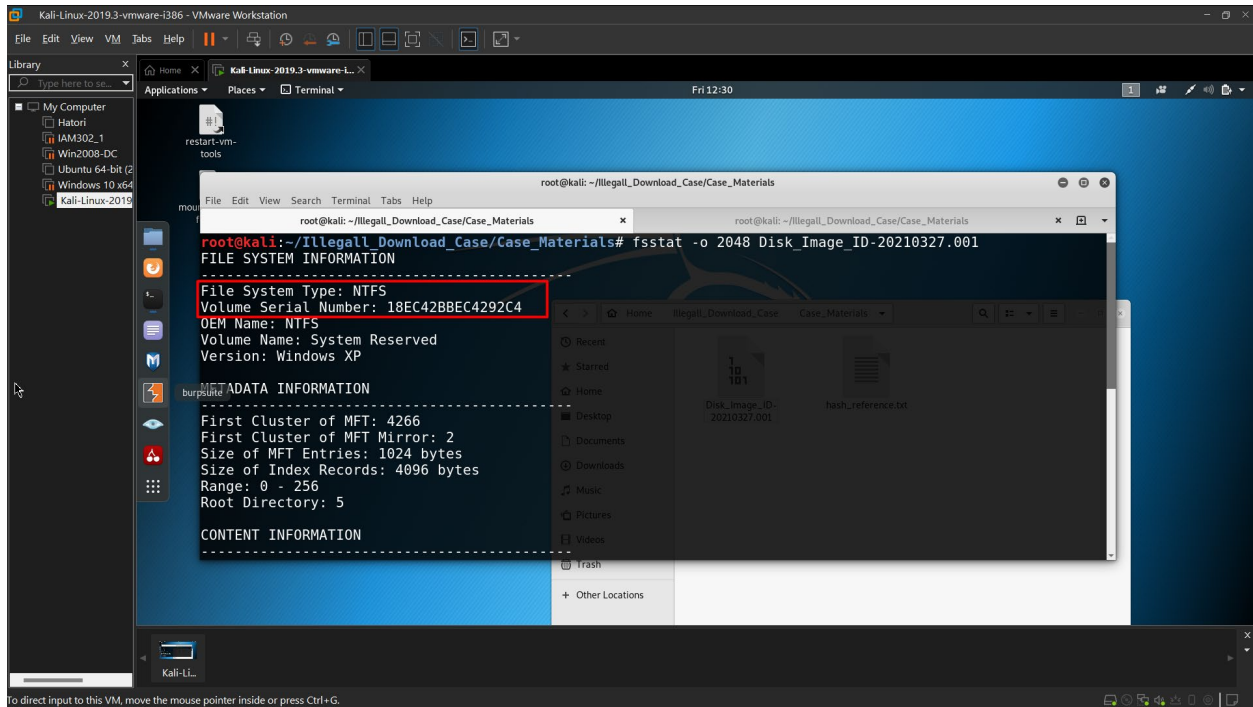 Kali-Linux-2019.3-vmware-i386 - VMware Workstation
File Edit View VM Tabs Help
Library
Type here to se...
Home
Kali-Linux-2019.3-vmware-i...
My Computer
Hatori
IAM302_1
Win2008-DC
Ubuntu 64-bit (2
Windows 10 x64
Kali-Linux-2019
Applications Places Terminal Fri 12:30 1
restart-vm-
tools
mou
root@kali: ~/Illegall_Download_Case/Case_Materials
File Edit View Search Terminal Tabs Help
root@kali: ~/Illegall_Download_Case/Case_Materials
root@kali: ~/Illegall_Download_Case/Case_Materials
root@kali:~/Illegall_Download_Case/Case_Materials# fsstat -o 2048 Disk_Image_ID-20210327.001
FILE SYSTEM INFORMATION
--------------------------------------------
File System Type: NTFS
Volume Serial Number: 18EC42BBEC4292C4
OEM Name: NTFS
Volume Name: System Reserved
Version: Windows XP
METADATA INFORMATION
--------------------------------------------
First Cluster of MFT: 4266
First Cluster of MFT Mirror: 2
Size of MFT Entries: 1024 bytes
Size of Index Records: 4096 bytes
Range: 0 - 256
Root Directory: 5
CONTENT INFORMATION
--------------------------------------------
burpsuite
Home Illegall_Download_Case Case_Materials
Recent
Starred
Home
Desktop
Documents
Downloads
Music
Pictures
Videos
Trash
+ Other Locations
Disk_Image_ID-
20210327.001
hash_reference.txt
Kali-Li...
To direct input to this VM, move the mouse pointer inside or press Ctrl+G.